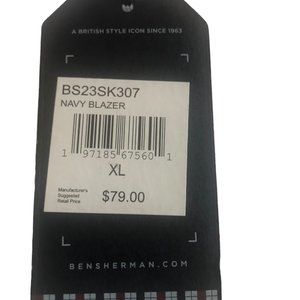 A BRITISH STYLE ICON SINCE 1963
BS23SK307
NAVY BLAZER
1 97185 67560 1
XL
Manufacturer's
Suggested
Retail Price
$79.00
BENSHERMAN.COM